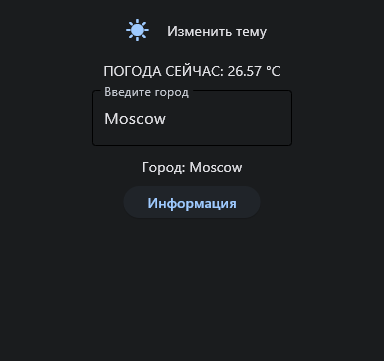 Изменить тему
ПОГОДА СЕЙЧАС: 26.57 °C
Введите город
Moscow
Город: Moscow
Информация